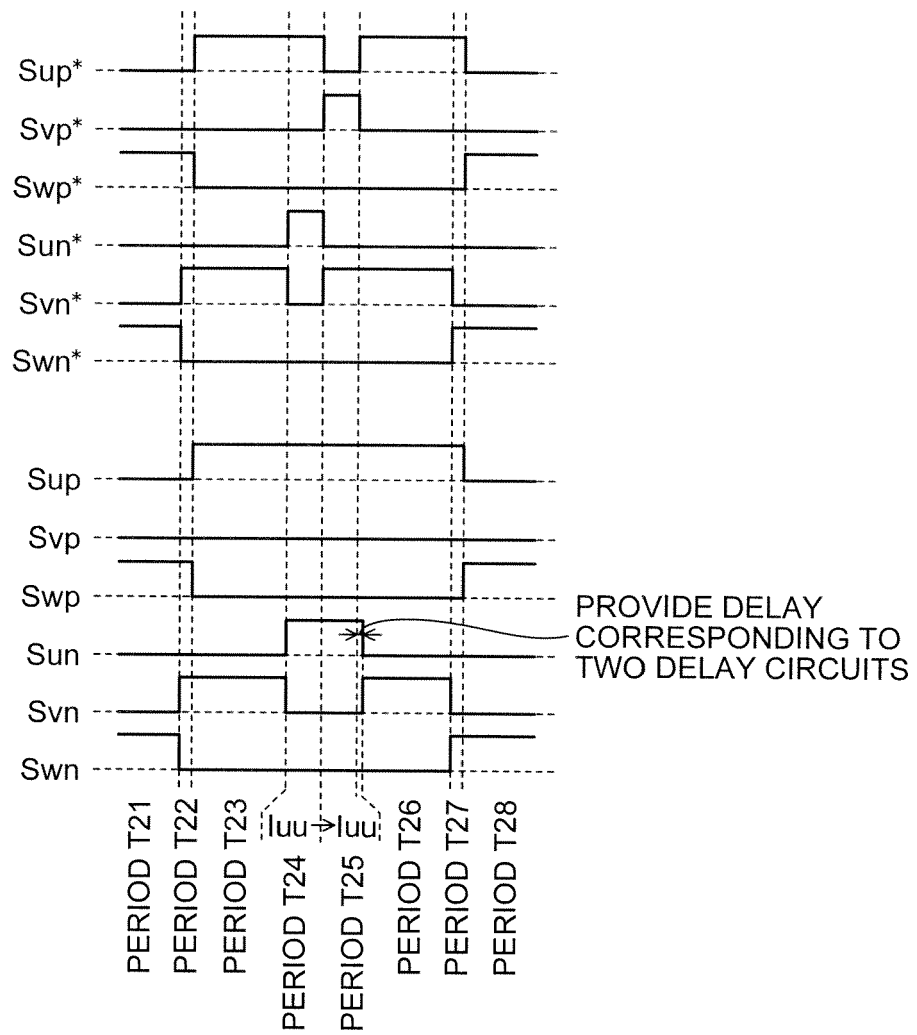 Sup*
Svp*
Swp*
Sun*
Svn*
Swn*
Sup
Svp
Swp
Sun
Svn
Swn
PROVIDE DELAY
CORRESPONDING TO
TWO DELAY CIRCUITS
Iuu → Iuu
PERIOD T21
PERIOD T22
PERIOD T23
PERIOD T24
PERIOD T25
PERIOD T26
PERIOD T27
PERIOD T28